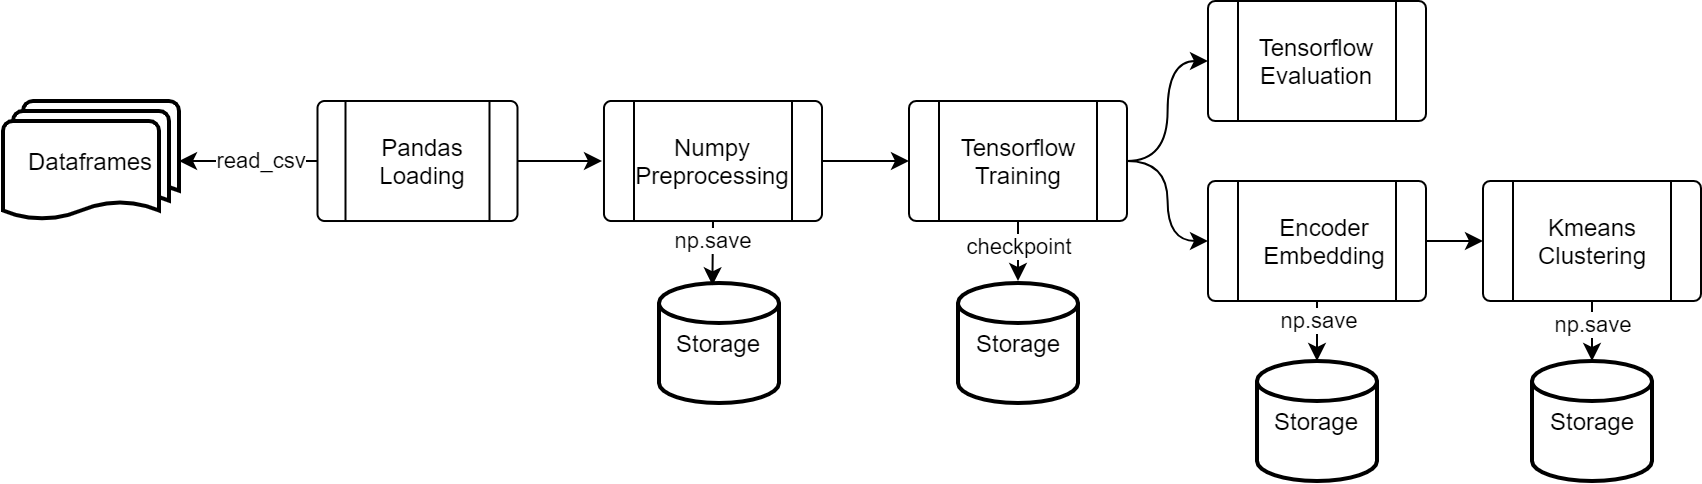 Tensorflow
Evaluation
Dataframes
read_csv
Pandas
Loading
Numpy
Preprocessing
Tensorflow
Training
np.save
checkpoint
Encoder
Embedding
Kmeans
Clustering
Storage
Storage
np.save
np.save
Storage
Storage